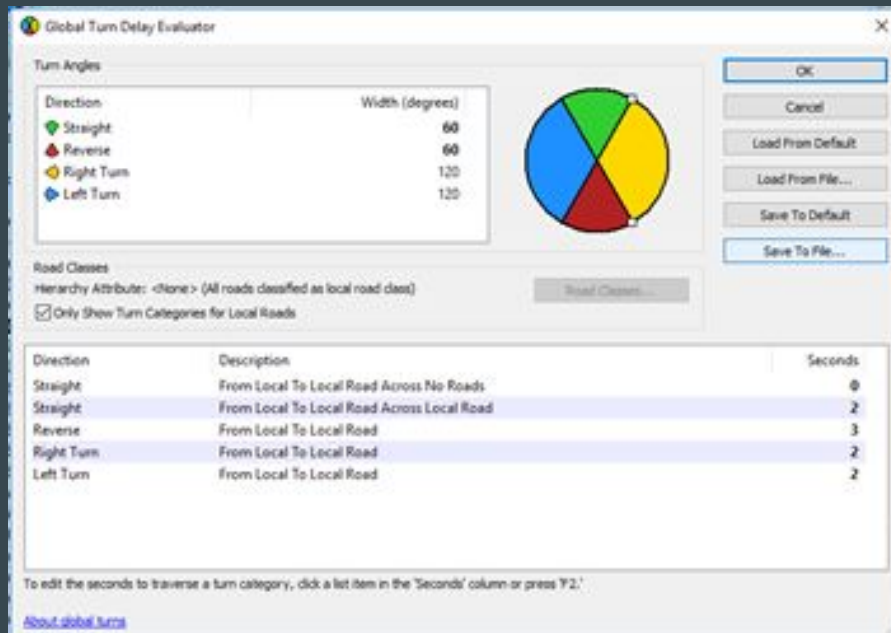 Global Turn Delay Evaluator
Turn Angles
Direction Width (degrees)
Straight 60
Reverse 60
Right Turn 120
Left Turn 120
OK
Cancel
Load From Default
Load From File...
Save To Default
Save To File...
Road Classes
Hierarchy Attribute: <None> (All roads classified as local road class)
Road Classes...
Only Show Turn Categories for Local Roads
Direction Description Seconds
Straight From Local To Local Road Across No Roads 0
Straight From Local To Local Road Across Local Road 2
Reverse From Local To Local Road 3
Right Turn From Local To Local Road 2
Left Turn From Local To Local Road 2
To edit the seconds to traverse a turn category, click a list item in the 'Seconds' column or press 'F2.'
About global turns